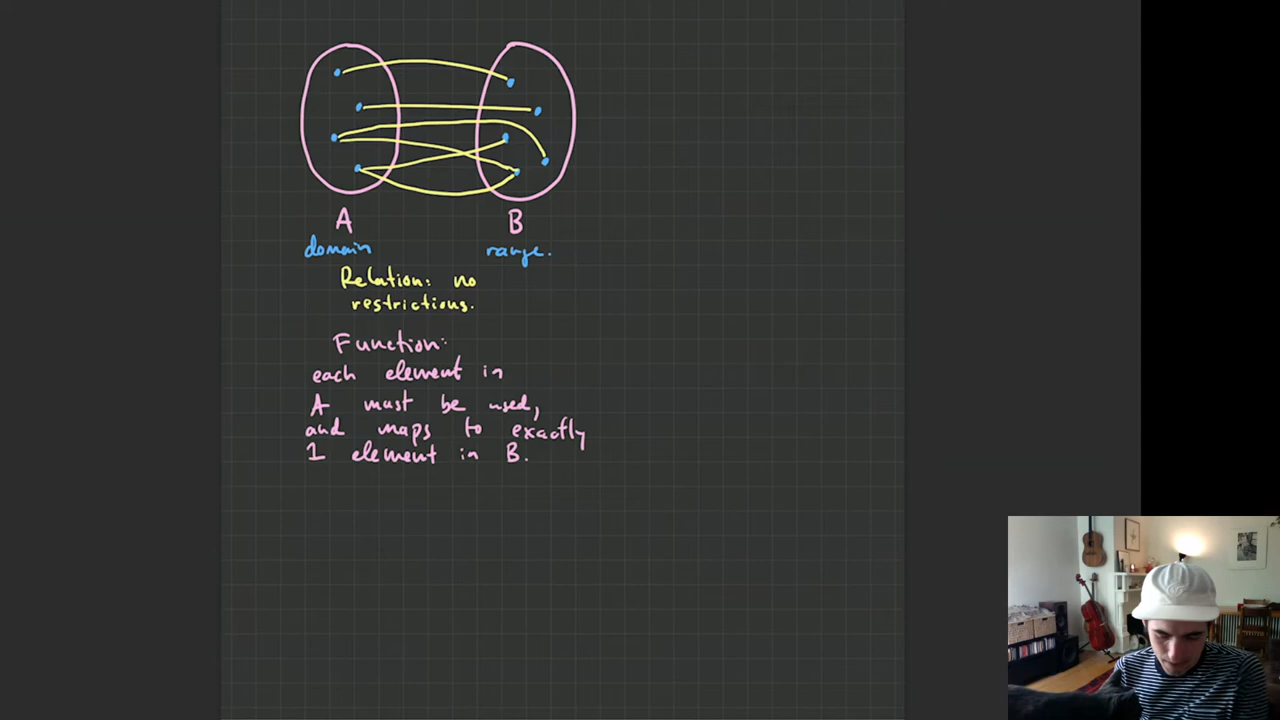 A B
domain range.
Relation: no
restrictions.
Function:
each element in
A must be used,
and maps to exactly
1 element in B.